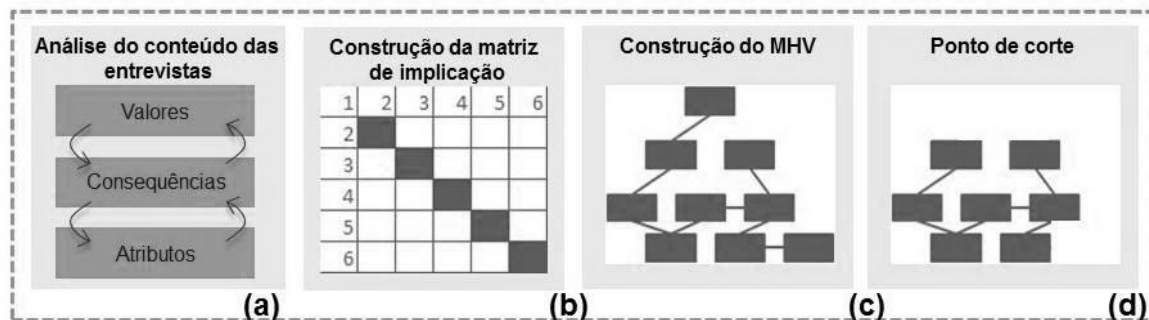 Análise do conteúdo das
entrevistas
Valores
Consequências
Atributos
(a)
Construção da matriz
de implicação
1 2 3 4 5 6
2
3
4
5
6
(b)
Construção do MHV
(c)
Ponto de corte
(d)